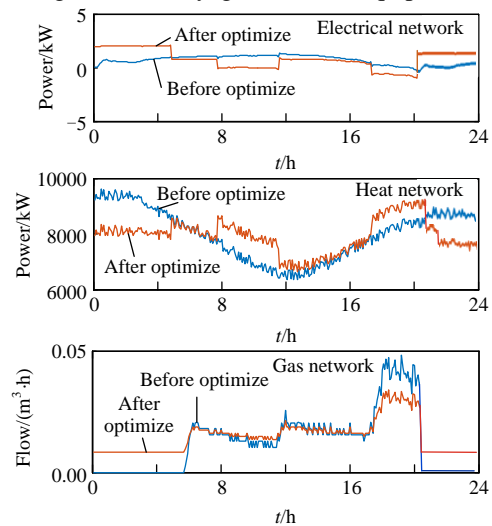 5
Electrical network
After optimize
Power/kW
0
Before optimize
−5
0 8 16 24
t/h
10000
Heat network
Before optimize
Power/kW
8000
After optimize
6000
0 8 16 24
t/h
0.05
Gas network
Before optimize
After
optimize
Flow/(m³·h)
0.00
0 8 16 24
t/h